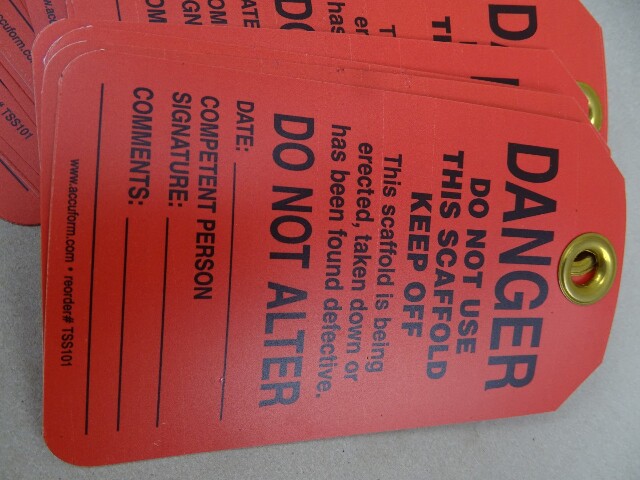 DANGER
DO NOT USE
THIS SCAFFOLD
KEEP OFF
This scaffold is being
erected, taken down or
has been found defective.
DO NOT ALTER
DATE:
COMPETENT PERSON
SIGNATURE:
COMMENTS:
www.accuform.com • reorder# TSS101